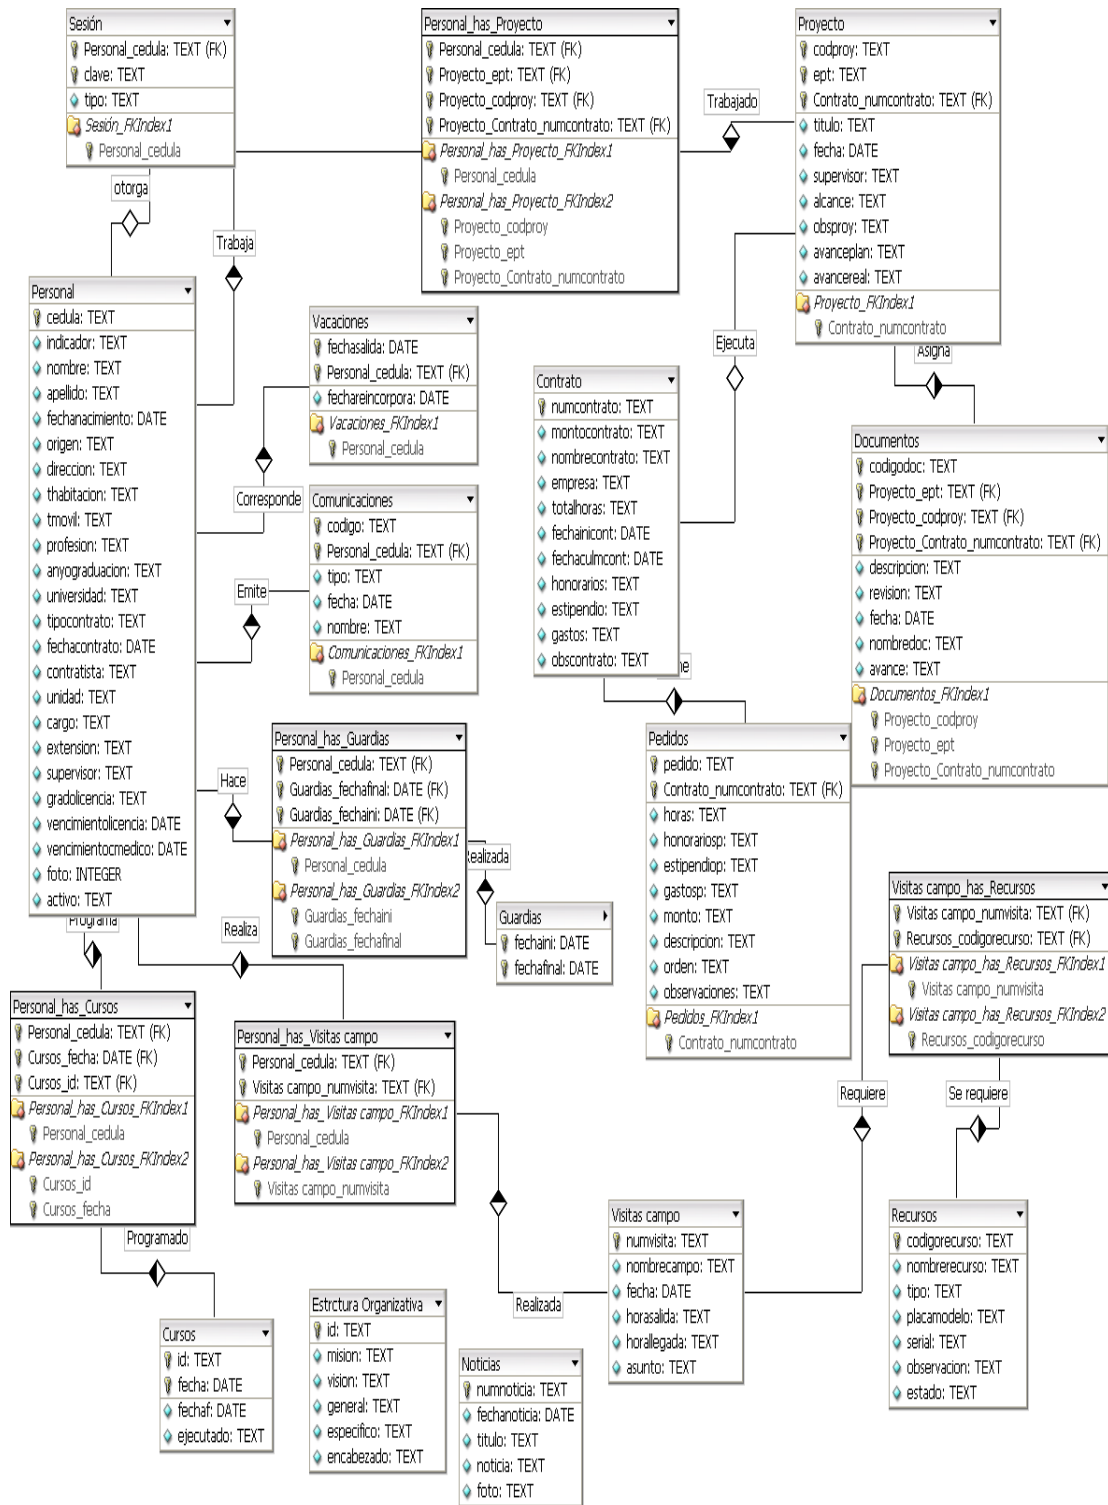 Sesión
Personal_cedula: TEXT (FK)
clave: TEXT
tipo: TEXT
Sesión_FKIndex1
Personal_cedula
Personal_has_Proyecto
Personal_cedula: TEXT (FK)
Proyecto_ept: TEXT (FK)
Proyecto_codproy: TEXT (FK)
Proyecto_Contrato_numcontrato: TEXT (FK)
Personal_has_Proyecto_FKIndex1
Personal_cedula
Personal_has_Proyecto_FKIndex2
Proyecto_codproy
Proyecto_ept
Proyecto_Contrato_numcontrato
Trabajado
Proyecto
codproy: TEXT
ept: TEXT
Contrato_numcontrato: TEXT (FK)
titulo: TEXT
fecha: DATE
supervisor: TEXT
alcance: TEXT
obsproy: TEXT
avanceplan: TEXT
avancereal: TEXT
Proyecto_FKIndex1
Contrato_numcontrato
otorga
Trabaja
Personal
cedula: TEXT
indicador: TEXT
nombre: TEXT
apellido: TEXT
fechanacimiento: DATE
origen: TEXT
direccion: TEXT
thabitacion: TEXT
tmovil: TEXT
profesion: TEXT
anyograduacion: TEXT
universidad: TEXT
tipocontrato: TEXT
fechacontrato: DATE
contratista: TEXT
unidad: TEXT
cargo: TEXT
extension: TEXT
supervisor: TEXT
gradolicencia: TEXT
vencimientolicencia: DATE
vencimientocmedico: DATE
foto: INTEGER
activo: TEXT
Vacaciones
fechasalida: DATE
Personal_cedula: TEXT (FK)
fechareincorpora: DATE
Vacaciones_FKIndex1
Personal_cedula
Corresponde
Comunicaciones
codigo: TEXT
Personal_cedula: TEXT (FK)
tipo: TEXT
fecha: DATE
nombre: TEXT
Comunicaciones_FKIndex1
Personal_cedula
Emite
Ejecuta
Asigna
Contrato
numcontrato: TEXT
montocontrato: TEXT
nombrecontrato: TEXT
empresa: TEXT
totalhoras: TEXT
fechainicont: DATE
fechaculmcont: DATE
honorarios: TEXT
estipendio: TEXT
gastos: TEXT
obscontrato: TEXT
Documentos
codigodoc: TEXT
Proyecto_ept: TEXT (FK)
Proyecto_codproy: TEXT (FK)
Proyecto_Contrato_numcontrato: TEXT (FK)
descripcion: TEXT
revision: TEXT
fecha: DATE
nombredoc: TEXT
avance: TEXT
Documentos_FKIndex1
Proyecto_codproy
Proyecto_ept
Proyecto_Contrato_numcontrato
Personal_has_Guardias
Personal_cedula: TEXT (FK)
Guardias_fechafinal: DATE (FK)
Guardias_fechaini: DATE (FK)
Personal_has_Guardias_FKIndex1
Personal_cedula
Personal_has_Guardias_FKIndex2
Guardias_fechaini
Guardias_fechafinal
Hace
Realizada
Guardias
fechaini: DATE
fechafinal: DATE
Pedidos
pedido: TEXT
Contrato_numcontrato: TEXT (FK)
horas: TEXT
honorariosp: TEXT
estipendiop: TEXT
gastosp: TEXT
monto: TEXT
descripcion: TEXT
orden: TEXT
observaciones: TEXT
Pedidos_FKIndex1
Contrato_numcontrato
Visitas campo_has_Recursos
Visitas campo_numvisita: TEXT (FK)
Recursos_codigorecurso: TEXT (FK)
Visitas campo_has_Recursos_FKIndex1
Visitas campo_numvisita
Visitas campo_has_Recursos_FKIndex2
Recursos_codigorecurso
Programa
Realiza
Personal_has_Cursos
Personal_cedula: TEXT (FK)
Cursos_fecha: DATE (FK)
Cursos_id: TEXT (FK)
Personal_has_Cursos_FKIndex1
Personal_cedula
Personal_has_Cursos_FKIndex2
Cursos_id
Cursos_fecha
Personal_has_Visitas campo
Personal_cedula: TEXT (FK)
Visitas campo_numvisita: TEXT (FK)
Personal_has_Visitas campo_FKIndex1
Personal_cedula
Personal_has_Visitas campo_FKIndex2
Visitas campo_numvisita
Requiere
Se requiere
Programado
Realizada
Visitas campo
numvisita: TEXT
nombrecampo: TEXT
fecha: DATE
horasalida: TEXT
horallegada: TEXT
asunto: TEXT
Recursos
codigorecurso: TEXT
nombrerecurso: TEXT
tipo: TEXT
placamodelo: TEXT
serial: TEXT
observacion: TEXT
estado: TEXT
Cursos
id: TEXT
fecha: DATE
fechaf: DATE
ejecutado: TEXT
Estrctura Organizativa
id: TEXT
mision: TEXT
vision: TEXT
general: TEXT
especifico: TEXT
encabezado: TEXT
Noticias
numnoticia: TEXT
fechanoticia: DATE
titulo: TEXT
noticia: TEXT
foto: TEXT